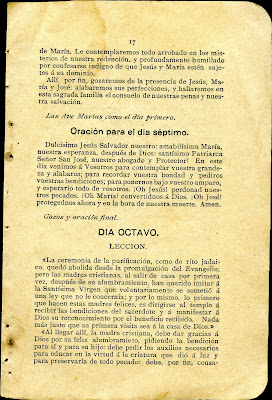 17
de María. Le contemplaremos todo arrobado en los mis-
terios de nuestra redención, y profundamente humillado
por confusarse indigno de que Jesús y María estén suje-
tos á su dominio.
Allí, por fin, gozaremos de la presencia de Jesús, Ma-
ría y José: alabaremos sus perfecciones, y hallaremos en
esta sagrada familia el consuelo de nuestras penas y nues-
tra salvación.
Las Ave Marías como el día primero.
Oración para el día séptimo.
Dulcísimo Jesús Salvador nuestro: amabilísima María,
nuestra esperanza, después de Dios: santísimo Patriarca
Señor San José, nuestro abogado y Protector! En este
día venimos á Vosotros para contemplar vuestra grande-
za y alabaros; para recordar vuestra bondad y pediros
vuestras bendiciones; para ponernos bajo vuestro amparo,
y esperarlo todo de vosotros. ¡Oh Jesús! perdonad nues-
tros pecados. ¡Oh María! convertidnos á Dios. ¡Oh José!
protegednos ahora y en la hora de nuestra muerte. Amen.
Gozos y oración final.
DIA OCTAVO.
LECCION.
«La ceremonia de la purificación, como de rito judai-
co, quedó abolida desde la promulgación del Evangelio;
pero las madres cristianas, al salir de casa por primera
vez, después de su alumbramiento, han querido imitar á
la Santísima Virgen que voluntariamente se sometió á
una ley que no le concernía; y por lo mismo, lo primero
que hacen estas madres felices, es dirigirse al templo á
recibir las bendiciones del sacerdote y á manifestar á
Dios su reconocimiento por el beneficio recibido. Nada
más justo que su primera visita sea á la casa de Dios.»
«Al llegar allí, la madre cristiana, debe dar gracias á
Dios por su feliz alumbramiento, pidiendo la bendición
para sí y para su hijo: debe pedir los auxilios necesarios
para educar en la virtud á la criatura que dió á luz y
para preservarla de todo pecado: debe, por fin, consa-